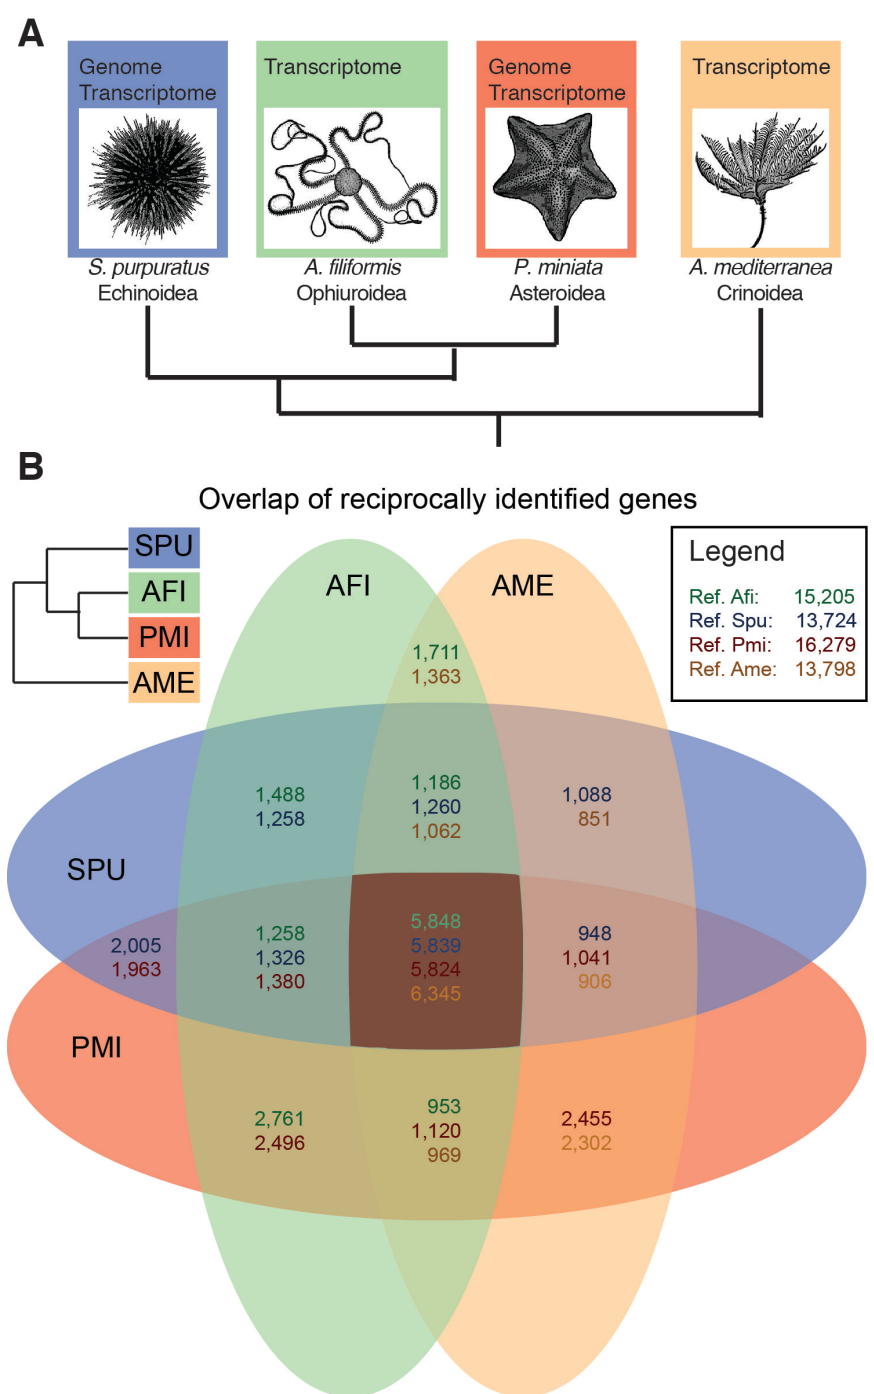 A
Genome
Transcriptome
Transcriptome
Genome
Transcriptome
Transcriptome
S. purpuratus
Echinoidea
A. filiformis
Ophiuroidea
P. miniata
Asteroidea
A. mediterranea
Crinoidea
B
Overlap of reciprocally identified genes
SPU
AFI
PMI
AME
Legend
Ref. Afi: 15,205
Ref. Spu: 13,724
Ref. Pmi: 16,279
Ref. Ame: 13,798
AFI
AME
1,711
1,363
1,488
1,258
1,186
1,260
1,062
1,088
851
SPU
2,005
1,963
1,258
1,326
1,380
5,848
5,839
5,824
6,345
948
1,041
906
PMI
2,761
2,496
953
1,120
969
2,455
2,302